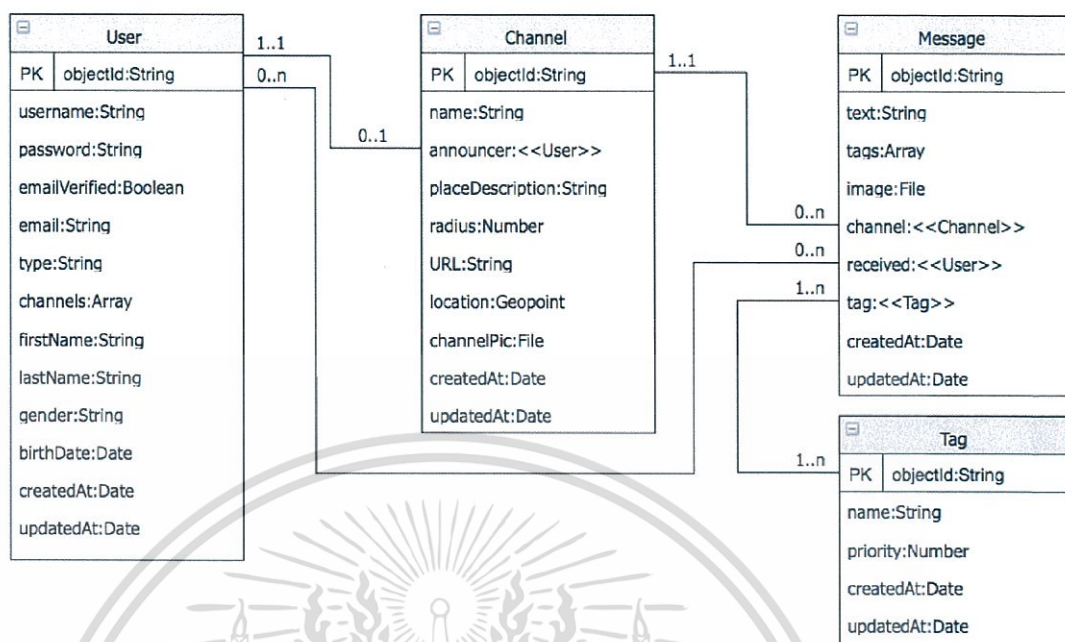 User
PK objectId:String
username:String
password:String
emailVerified:Boolean
email:String
type:String
channels:Array
firstName:String
lastName:String
gender:String
birthDate:Date
createdAt:Date
updatedAt:Date
1..1
0..n
0..1
Channel
PK objectId:String
name:String
announcer:<<User>>
placeDescription:String
radius:Number
URL:String
location:Geopoint
channelPic:File
createdAt:Date
updatedAt:Date
1..1
0..n
0..n
1..n
1..n
Message
PK objectId:String
text:String
tags:Array
image:File
channel:<<Channel>>
received:<<User>>
tag:<<Tag>>
createdAt:Date
updatedAt:Date
Tag
PK objectId:String
name:String
priority:Number
createdAt:Date
updatedAt:Date